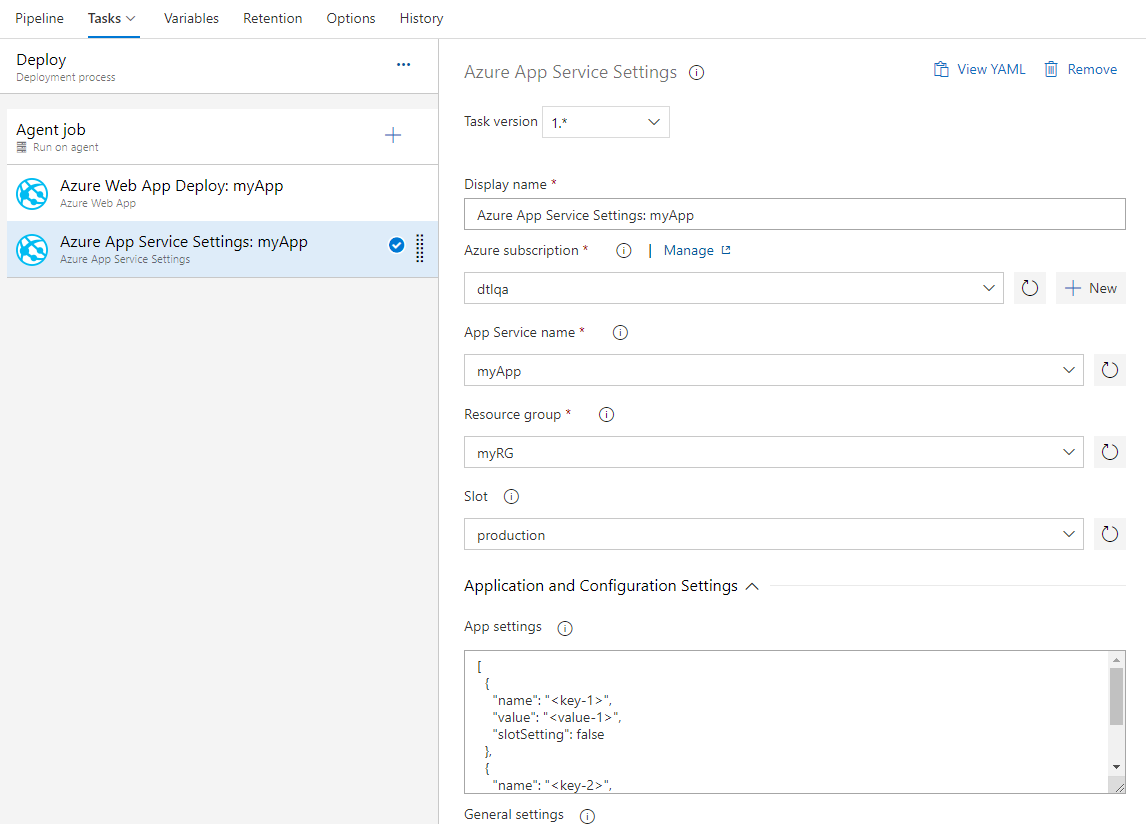 Pipeline Tasks Variables Retention Options History
Deploy
Deployment process
...
Agent job
Run on agent
Azure Web App Deploy: myApp
Azure Web App
Azure App Service Settings: myApp
Azure App Service Settings
Azure App Service Settings
View YAML
Remove
Task version 1.*
Display name *
Azure App Service Settings: myApp
Azure subscription * | Manage
dtlqa
New
App Service name *
myApp
Resource group *
myRG
Slot
production
Application and Configuration Settings
App settings
[
{
"name": "<key-1>",
"value": "<value-1>",
"slotSetting": false
},
{
"name": "<key-2>",
General settings